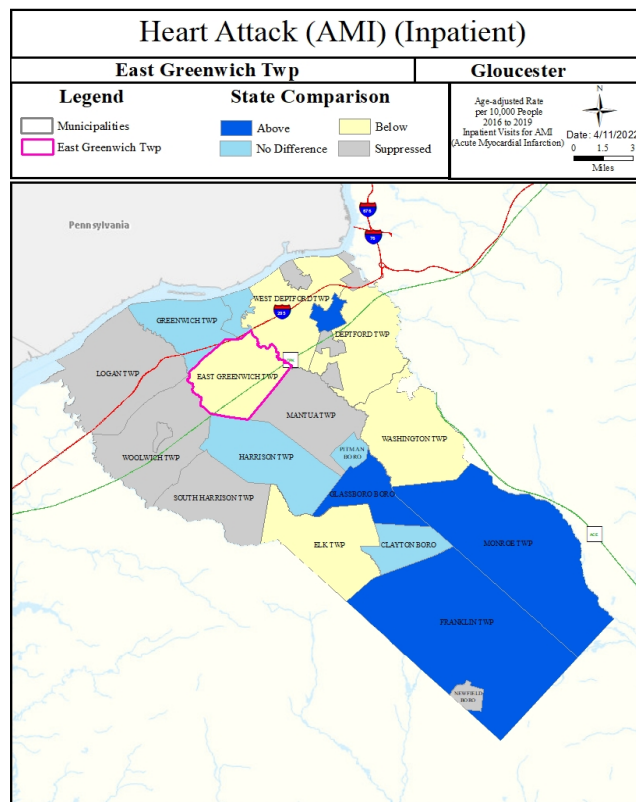 Heart Attack (AMI) (Inpatient)
East Greenwich Twp
Gloucester
Legend
Municipalities
East Greenwich Twp
State Comparison
Above
Below
No Difference
Suppressed
Age-adjusted Rate
per 10,000 People
2016 to 2019
Inpatient Visits for AMI
(Acute Myocardial Infarction)
N
Date: 4/11/2022
0 1.5 3
Miles
Pennsylvania
676
76
WEST DEPTFORD TWP
295
GREENWICH TWP
DEPTFORD TWP
LOGAN TWP
EAST GREENWICH TWP
MANTUA TWP
WASHINGTON TWP
PITMAN
BORO
WOOLWICH TWP
HARRISON TWP
GLASSBORO BORO
SOUTH HARRISON TWP
ELK TWP
CLAYTON BORO
MONROE TWP
ACE
FRANKLIN TWP
NEWFIELD
BORO